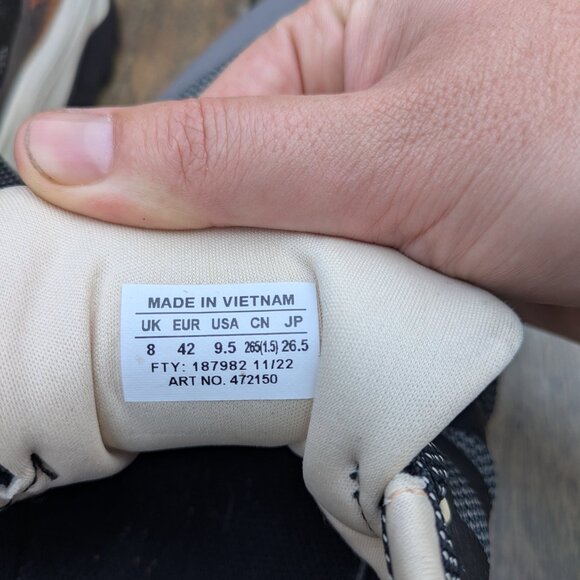 MADE IN VIETNAM
UK EUR USA CN JP
8 42 9.5 265(1.5) 26.5
FTY: 187982 11/22
ART NO. 472150